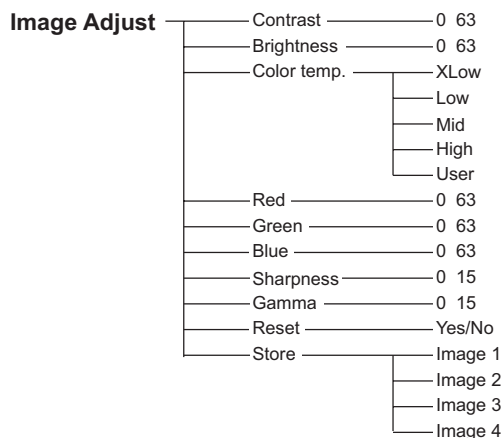 Image Adjust Contrast 0 63
Brightness 0 63
Color temp. XLow
Low
Mid
High
User
Red 0 63
Green 0 63
Blue 0 63
Sharpness 0 15
Gamma 0 15
Reset Yes/No
Store Image 1
Image 2
Image 3
Image 4